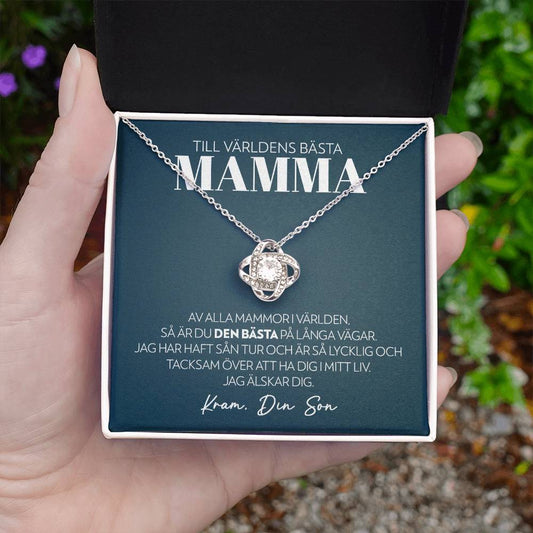 TILL VÄRLDENS BÄSTA
MAMMA
AV ALLA MAMMOR I VÄRLDEN,
SÅ ÄR DU DEN BÄSTA PÅ LÅNGA VÄGAR.
JAG HAR HAFT SÅN TUR OCH ÄR SÅ LYCKLIG OCH
TACKSAM ÖVER ATT HA DIG I MITT LIV.
JAG ÄLSKAR DIG.
Kram, Din Son